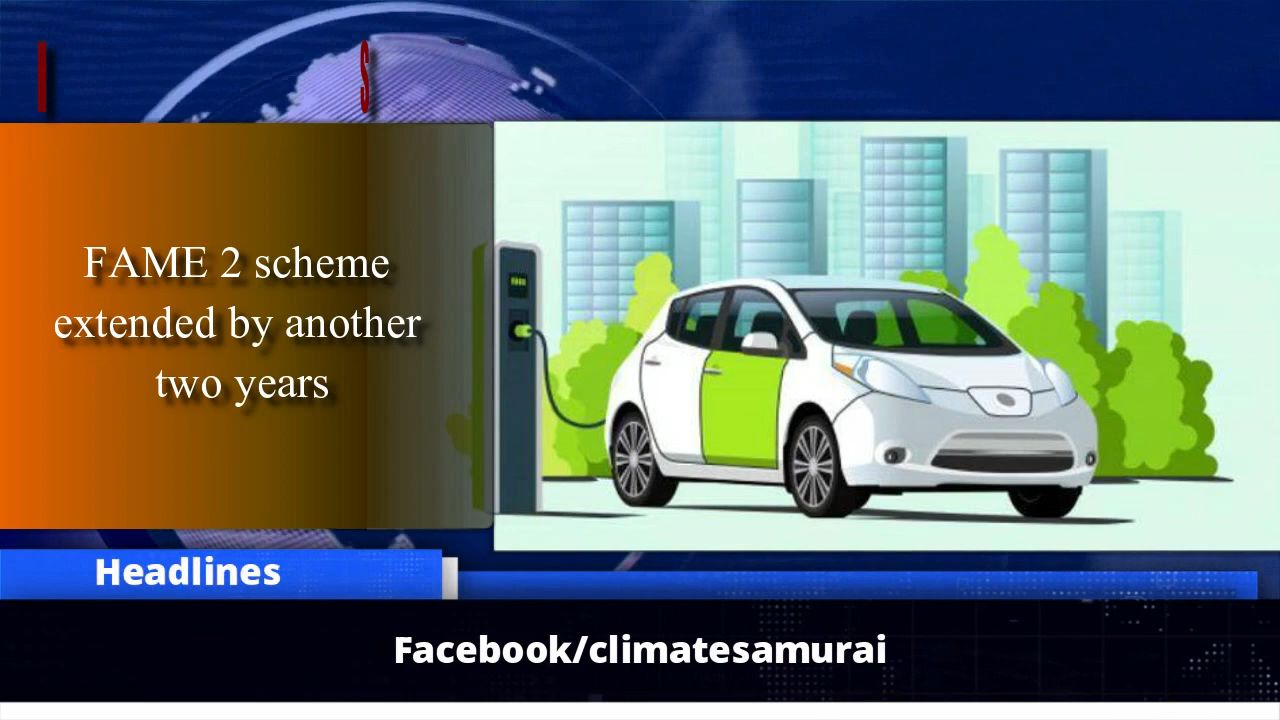 I S
FAME 2 scheme
extended by another
two years
Headlines
Facebook/climatesamurai